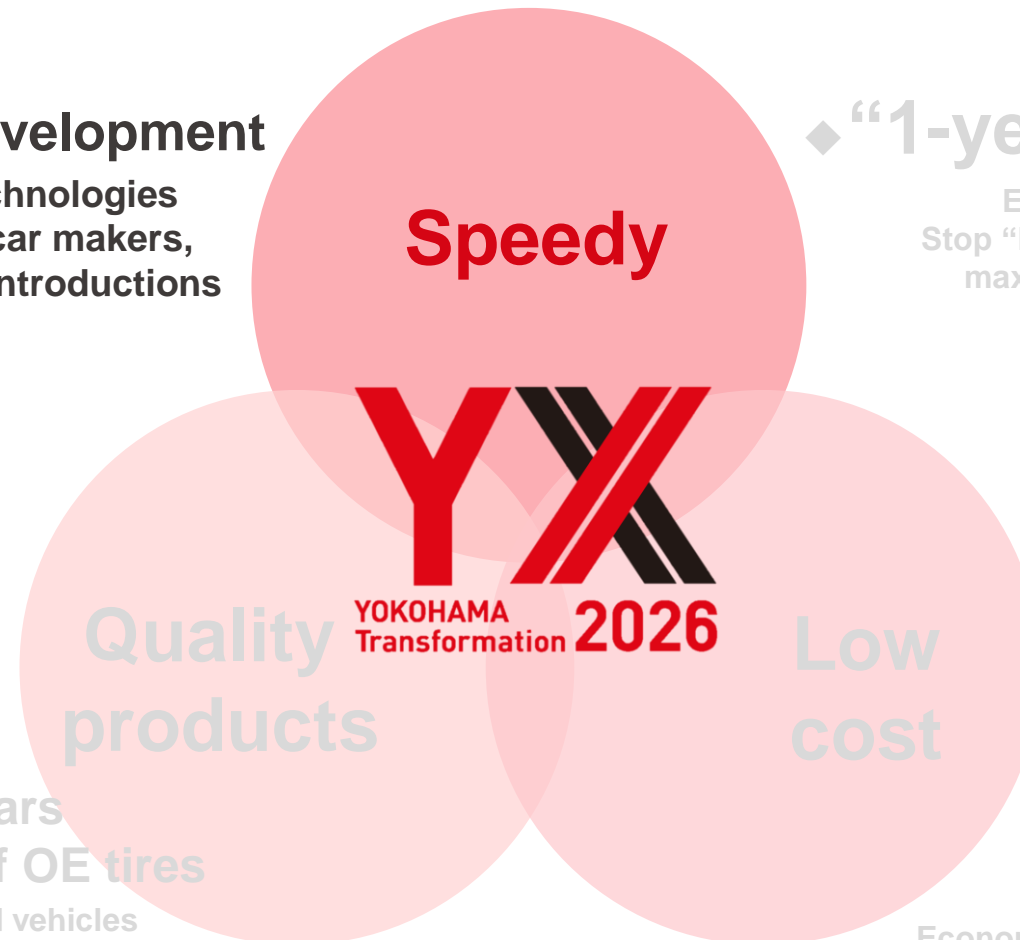 velopment
chnologies
car makers,
ntroductions
Speedy
◆“1-ye
E
Stop “
max
YX
YOKOHAMA
Transformation 2026
Quality
products
Low
cost
ars
f OE tires
l vehicles
Econo